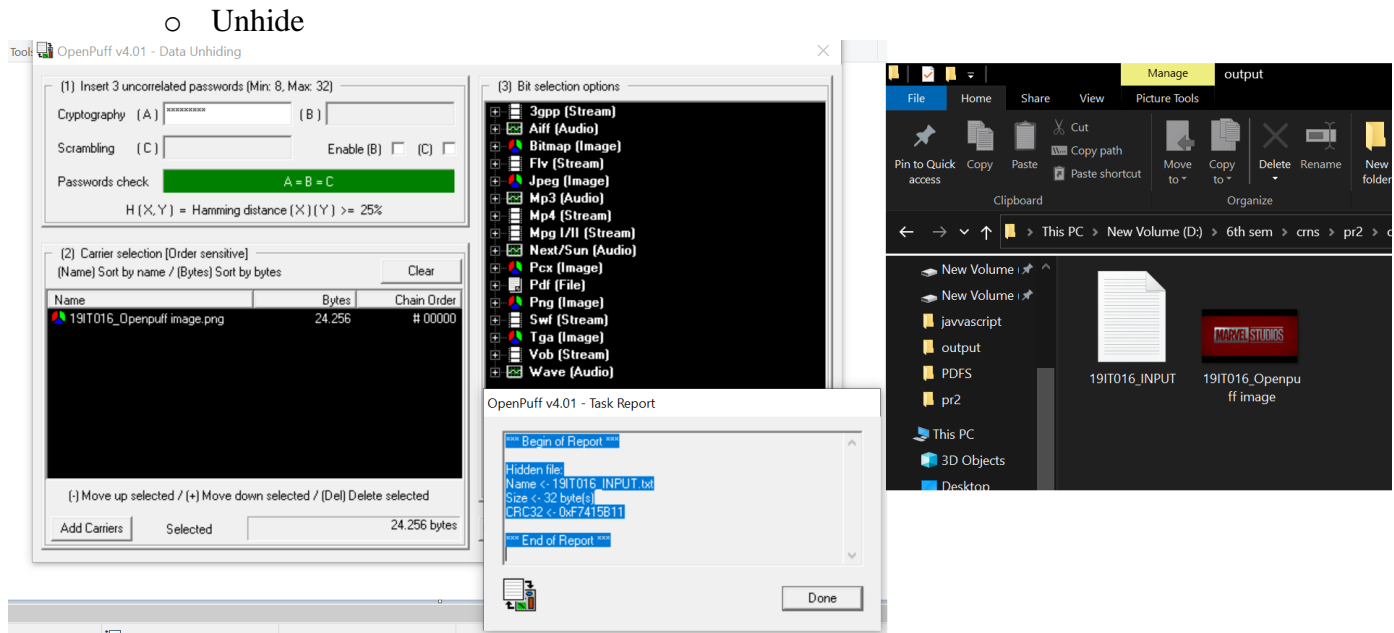 o Unhide
Tools
OpenPuff v4.01 - Data Unhiding
(1) Insert 3 uncorrelated passwords (Min: 8, Max: 32)
Cryptography (A) ********* (B)
Scrambling (C) Enable (B) (C)
Passwords check A = B = C
H (X,Y) = Hamming distance (X)(Y) >= 25%
(2) Carrier selection [Order sensitive]
(Name) Sort by name / (Bytes) Sort by bytes Clear
Name Bytes Chain Order
19IT016_Openpuff image.png 24.256 # 00000
(-) Move up selected / (+) Move down selected / (Del) Delete selected
Add Carriers Selected 24.256 bytes
(3) Bit selection options
3gpp (Stream)
Aiff (Audio)
Bitmap (Image)
Flv (Stream)
Jpeg (Image)
Mp3 (Audio)
Mp4 (Stream)
Mpg I/II (Stream)
Next/Sun (Audio)
Pcx (Image)
Pdf (File)
Png (Image)
Swf (Stream)
Tga (Image)
Vob (Stream)
Wave (Audio)
OpenPuff v4.01 - Task Report
*** Begin of Report ***
Hidden file:
Name <- 19IT016_INPUT.txt
Size <- 32 byte(s)
CRC32 <- 0xF7415B11
*** End of Report ***
Done
Manage output
File Home Share View Picture Tools
Pin to Quick access
Copy
Paste
Cut
Copy path
Paste shortcut
Move to
Copy to
Delete
Rename
New folder
Clipboard Organize
> This PC > New Volume (D:) > 6th sem > crns > pr2 >
New Volume
New Volume
javvascript
output
PDFS
pr2
This PC
3D Objects
Desktop
19IT016_INPUT
MARVEL STUDIOS
19IT016_Openpu
ff image